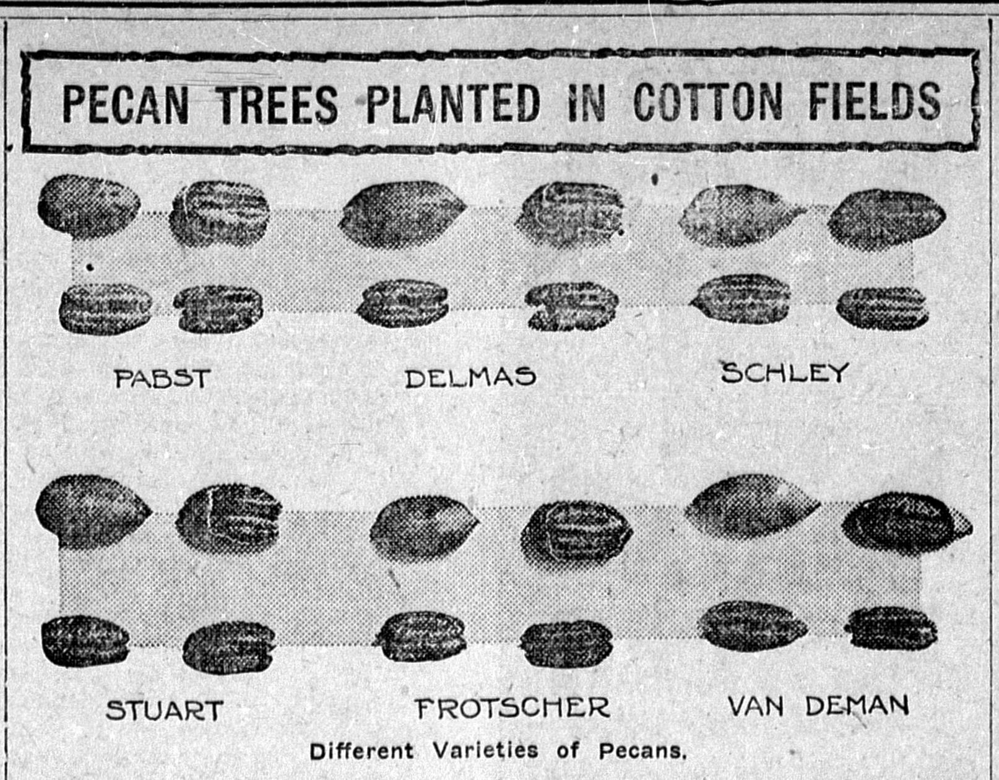 PECAN TREES PLANTED IN COTTON FIELDS
PABST DELMAS SCHLEY
STUART FROTSCHER VAN DEMAN
Different Varieties of Pecans.